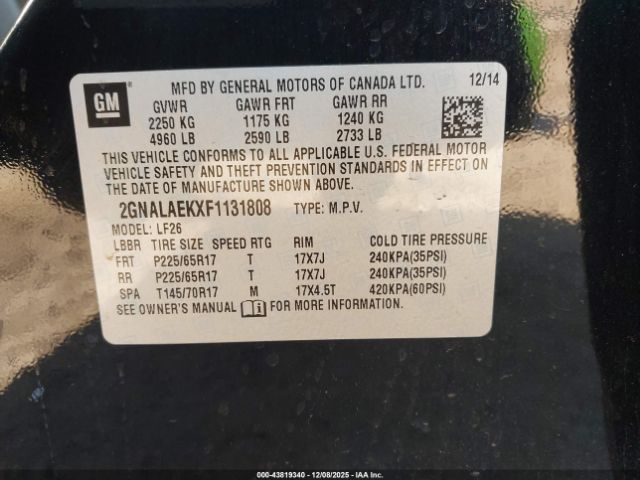 GM
MFD BY GENERAL MOTORS OF CANADA LTD. 12/14
GVWR GAWR FRT GAWR RR
2250 KG 1175 KG 1240 KG
4960 LB 2590 LB 2733 LB
THIS VEHICLE CONFORMS TO ALL APPLICABLE U.S. FEDERAL MOTOR
VEHICLE SAFETY AND THEFT PREVENTION STANDARDS IN EFFECT ON
THE DATE OF MANUFACTURE SHOWN ABOVE.
2GNALAEKXF1131808 TYPE: M.P.V.
MODEL: LF26
LBBR TIRE SIZE SPEED RTG RIM COLD TIRE PRESSURE
FRT P225/65R17 T 17X7J 240KPA(35PSI)
RR P225/65R17 T 17X7J 240KPA(35PSI)
SPA T145/70R17 M 17X4.5T 420KPA(60PSI)
SEE OWNER'S MANUAL FOR MORE INFORMATION.
000-43819340 - 12/08/2025 - IAAI.COM